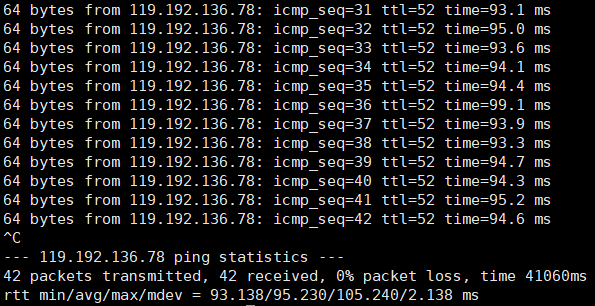 64 bytes from 119.192.136.78: icmp_seq=31 ttl=52 time=93.1 ms
64 bytes from 119.192.136.78: icmp_seq=32 ttl=52 time=95.0 ms
64 bytes from 119.192.136.78: icmp_seq=33 ttl=52 time=93.6 ms
64 bytes from 119.192.136.78: icmp_seq=34 ttl=52 time=94.1 ms
64 bytes from 119.192.136.78: icmp_seq=35 ttl=52 time=94.4 ms
64 bytes from 119.192.136.78: icmp_seq=36 ttl=52 time=99.1 ms
64 bytes from 119.192.136.78: icmp_seq=37 ttl=52 time=93.9 ms
64 bytes from 119.192.136.78: icmp_seq=38 ttl=52 time=93.3 ms
64 bytes from 119.192.136.78: icmp_seq=39 ttl=52 time=94.7 ms
64 bytes from 119.192.136.78: icmp_seq=40 ttl=52 time=94.3 ms
64 bytes from 119.192.136.78: icmp_seq=41 ttl=52 time=95.2 ms
64 bytes from 119.192.136.78: icmp_seq=42 ttl=52 time=94.6 ms
^C
--- 119.192.136.78 ping statistics ---
42 packets transmitted, 42 received, 0% packet loss, time 41060ms
rtt min/avg/max/mdev = 93.138/95.230/105.240/2.138 ms